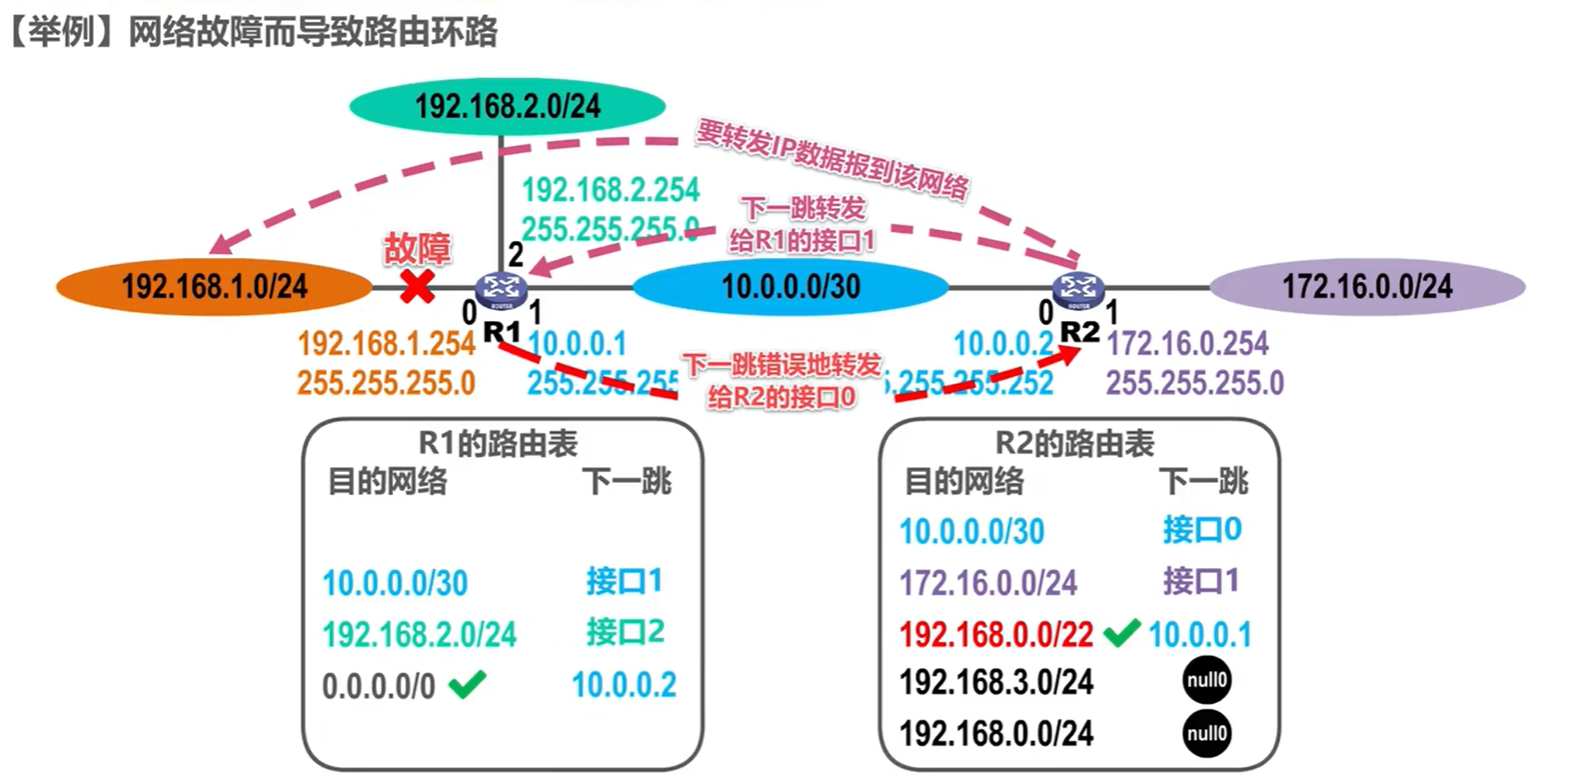 【举例】网络故障而导致路由环路
192.168.2.0/24
要转发IP数据报到该网络
192.168.2.254
255.255.255.0
下一跳转发
给R1的接口1
故障
2
192.168.1.0/24
10.0.0.0/30
172.16.0.0/24
ROUTER
ROUTER
0
R1
1
0
R2
1
192.168.1.254
255.255.255.0
10.0.0.1
255.255.255
下一跳错误地转发
给R2的接口0
10.0.0.2
.255.255.252
172.16.0.254
255.255.255.0
R1的路由表
目的网络 下一跳
10.0.0.0/30 接口1
192.168.2.0/24 接口2
0.0.0.0/0 10.0.0.2
R2的路由表
目的网络 下一跳
10.0.0.0/30 接口0
172.16.0.0/24 接口1
192.168.0.0/22 10.0.0.1
192.168.3.0/24 null0
192.168.0.0/24 null0